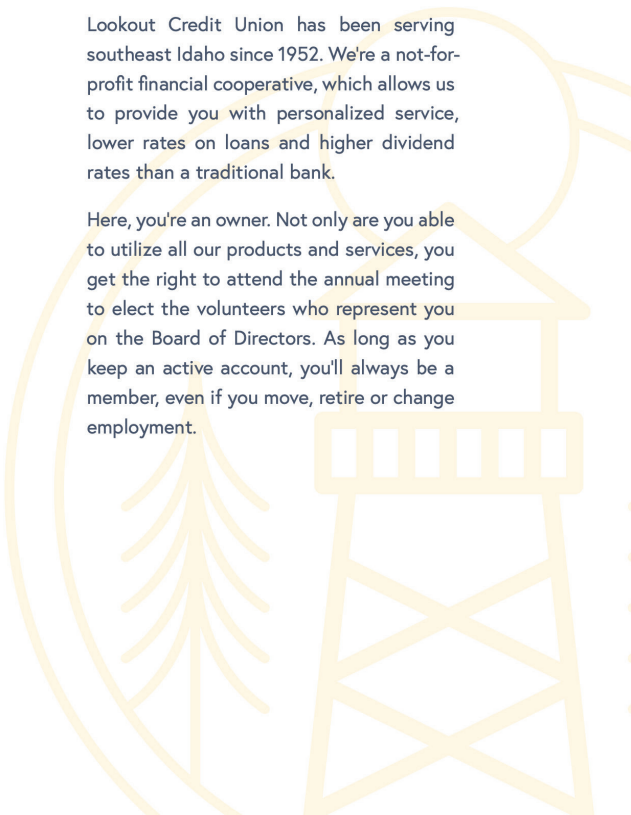 Lookout Credit Union has been serving
southeast Idaho since 1952. We're a not-for-
profit financial cooperative, which allows us
to provide you with personalized service,
lower rates on loans and higher dividend
rates than a traditional bank.
Here, you're an owner. Not only are you able
to utilize all our products and services, you
get the right to attend the annual meeting
to elect the volunteers who represent you
on the Board of Directors. As long as you
keep an active account, you'll always be a
member, even if you move, retire or change
employment.